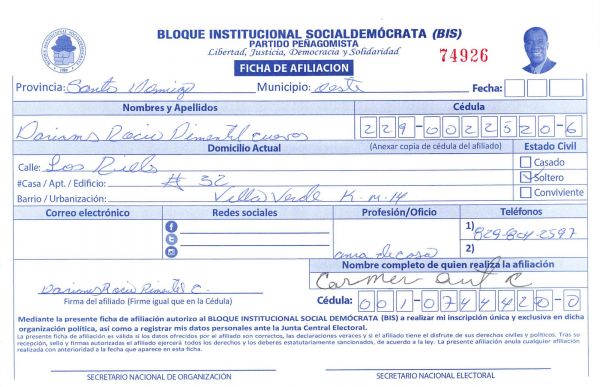 BLOQUE INSTITUCIONAL SOCIALDEMÓCRATA (BIS)
PARTIDO PEÑAGOMISTA
Libertad, Justicia, Democracia y Solidaridad
74926
FICHA DE AFILIACION
Provincia: Santo Domingo Municipio: oeste Fecha:
Nombres y Apellidos Cédula
Rocio Pimentel cuevas 229-0022520-6
Domicilio Actual (Anexar copia de cédula del afiliado) Estado Civil
Calle: Los Rieles Casado
#Casa / Apt. / Edificio: # 32 Soltero
Barrio / Urbanización: Villa Verde K-m-14 Conviviente
Correo electrónico Redes sociales Profesión/Oficio Teléfonos
1) 829-804-2597
ama de casa 2)
Nombre completo de quien realiza la afiliación
Rocio Pimentel C. Carmen
Firma del afiliado (Firme igual que en la Cédula) Cédula: 001-0744420-0
Mediante la presente ficha de afiliación autorizo al BLOQUE INSTITUCIONAL SOCIAL DEMÓCRATA (BIS) a realizar mi inscripción única y exclusiva en dicha
organización política, así como a registrar mis datos personales ante la Junta Central Electoral.
La presente ficha de afiliación es válida si los datos ofrecidos por el afiliado son correctos, las declaraciones veraces y si el afiliado tiene el disfrute de sus derechos civiles y políticos. Tras su
recepción, sello y firmas autorizadas el afiliado ejercerá todos los derechos y los deberes estatutariamente sancionados, de acuerdo a la ley. La presente afiliación anula cualquier afiliación
realizada con anterioridad a la fecha que aparece en esta ficha.
SECRETARIO NACIONAL DE ORGANIZACIÓN SECRETARIO NACIONAL ELECTORAL